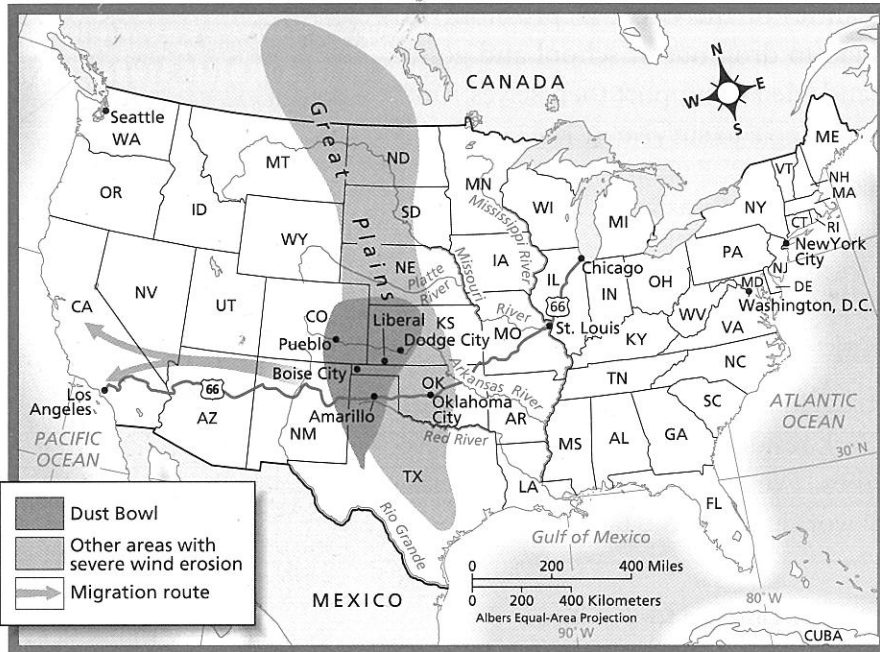 CANADA
N
W
E
S
Great
Plains
Seattle
WA
OR
ID
MT
ND
SD
WY
NE
MN
WI
MI
IA
IL
IN
OH
PA
NY
VT
ME
NH
MA
CT
RI
New York
City
NJ
DE
MD
Washington, D.C.
WV
VA
KY
NC
TN
SC
GA
AL
MS
AR
LA
FL
MO
KS
OK
TX
NM
AZ
CO
UT
NV
CA
Mississippi River
Missouri
River
Platte
River
Chicago
66
St. Louis
Liberal
Dodge City
Pueblo
Boise City
Arkansas River
Oklahoma
City
Amarillo
Red River
66
Los
Angeles
PACIFIC
OCEAN
ATLANTIC
OCEAN
30° N
Rio Grande
Gulf of Mexico
MEXICO
CUBA
80° W
90° W
0 200 400 Miles
0 200 400 Kilometers
Albers Equal-Area Projection
Dust Bowl
Other areas with
severe wind erosion
Migration route